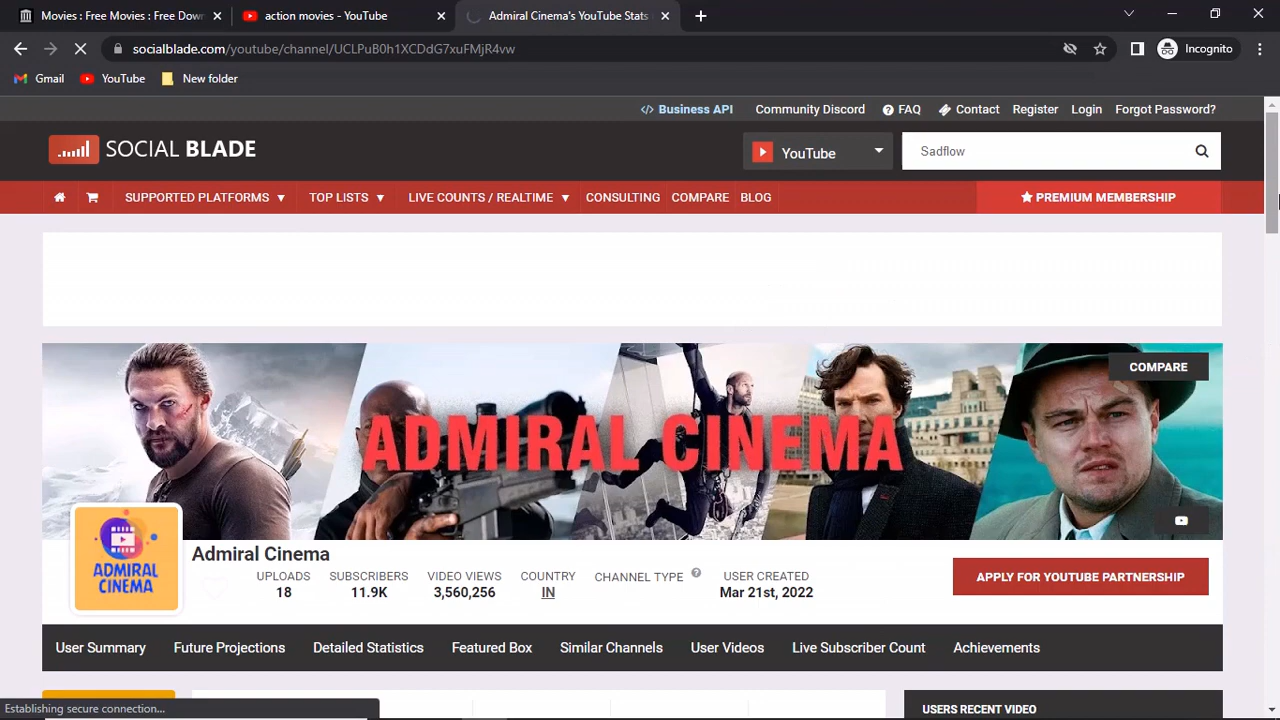 Movies : Free Movies : Free Dow
action movies - YouTube
Admiral Cinema's YouTube Stats
socialblade.com/youtube/channel/UCLPuB0h1XCDdG7xuFMjR4vw
Incognito
Gmail
YouTube
New folder
</> Business API
Community Discord
FAQ
Contact
Register
Login
Forgot Password?
SOCIAL BLADE
YouTube
Sadflow
SUPPORTED PLATFORMS
TOP LISTS
LIVE COUNTS / REALTIME
CONSULTING
COMPARE
BLOG
PREMIUM MEMBERSHIP
COMPARE
ADMIRAL CINEMA
ADMIRAL
CINEMA
Admiral Cinema
UPLOADS
18
SUBSCRIBERS
11.9K
VIDEO VIEWS
3,560,256
COUNTRY
IN
CHANNEL TYPE
USER CREATED
Mar 21st, 2022
APPLY FOR YOUTUBE PARTNERSHIP
User Summary
Future Projections
Detailed Statistics
Featured Box
Similar Channels
User Videos
Live Subscriber Count
Achievements
Establishing secure connection...
USERS RECENT VIDEO